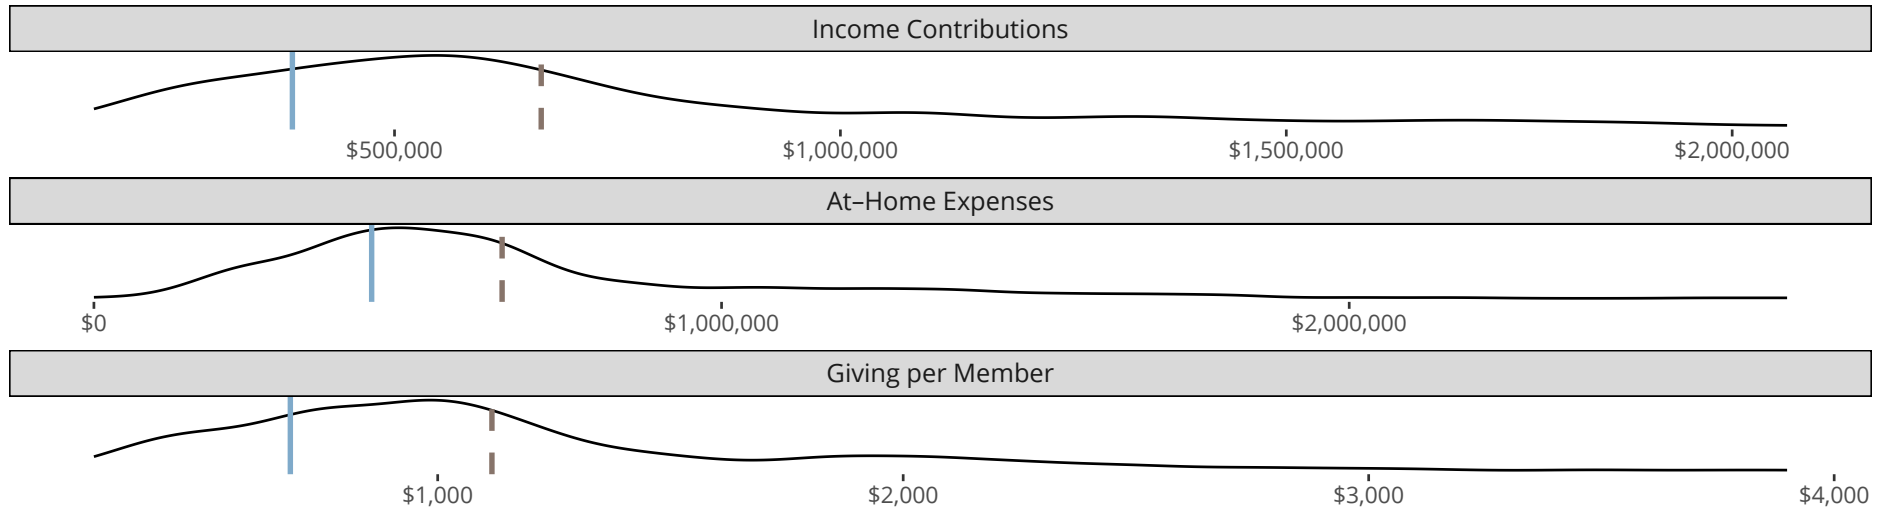 Income Contributions
$500,000 $1,000,000 $1,500,000 $2,000,000
At–Home Expenses
$0 $1,000,000 $2,000,000
Giving per Member
$1,000 $2,000 $3,000 $4,000